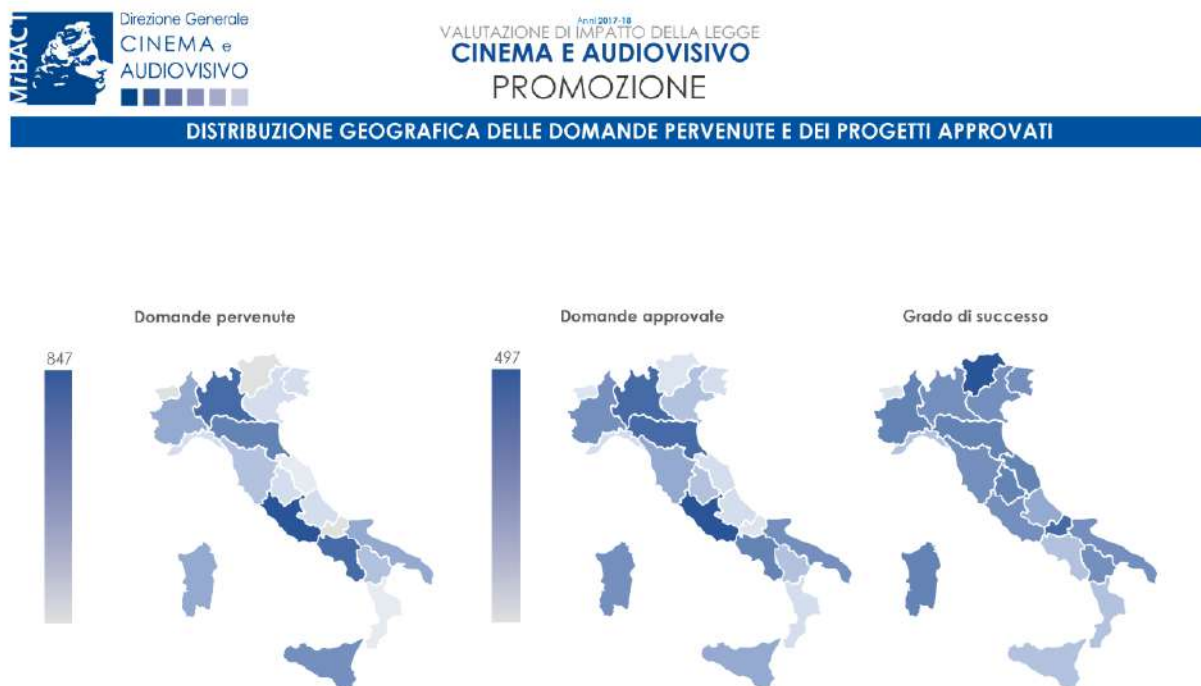 MiBACT
Direzione Generale
CINEMA e
AUDIOVISIVO
Anni 2017-18
VALUTAZIONE DI IMPATTO DELLA LEGGE
CINEMA E AUDIOVISIVO
PROMOZIONE
DISTRIBUZIONE GEOGRAFICA DELLE DOMANDE PERVENUTE E DEI PROGETTI APPROVATI
Domande pervenute
Domande approvate
Grado di successo
847
497